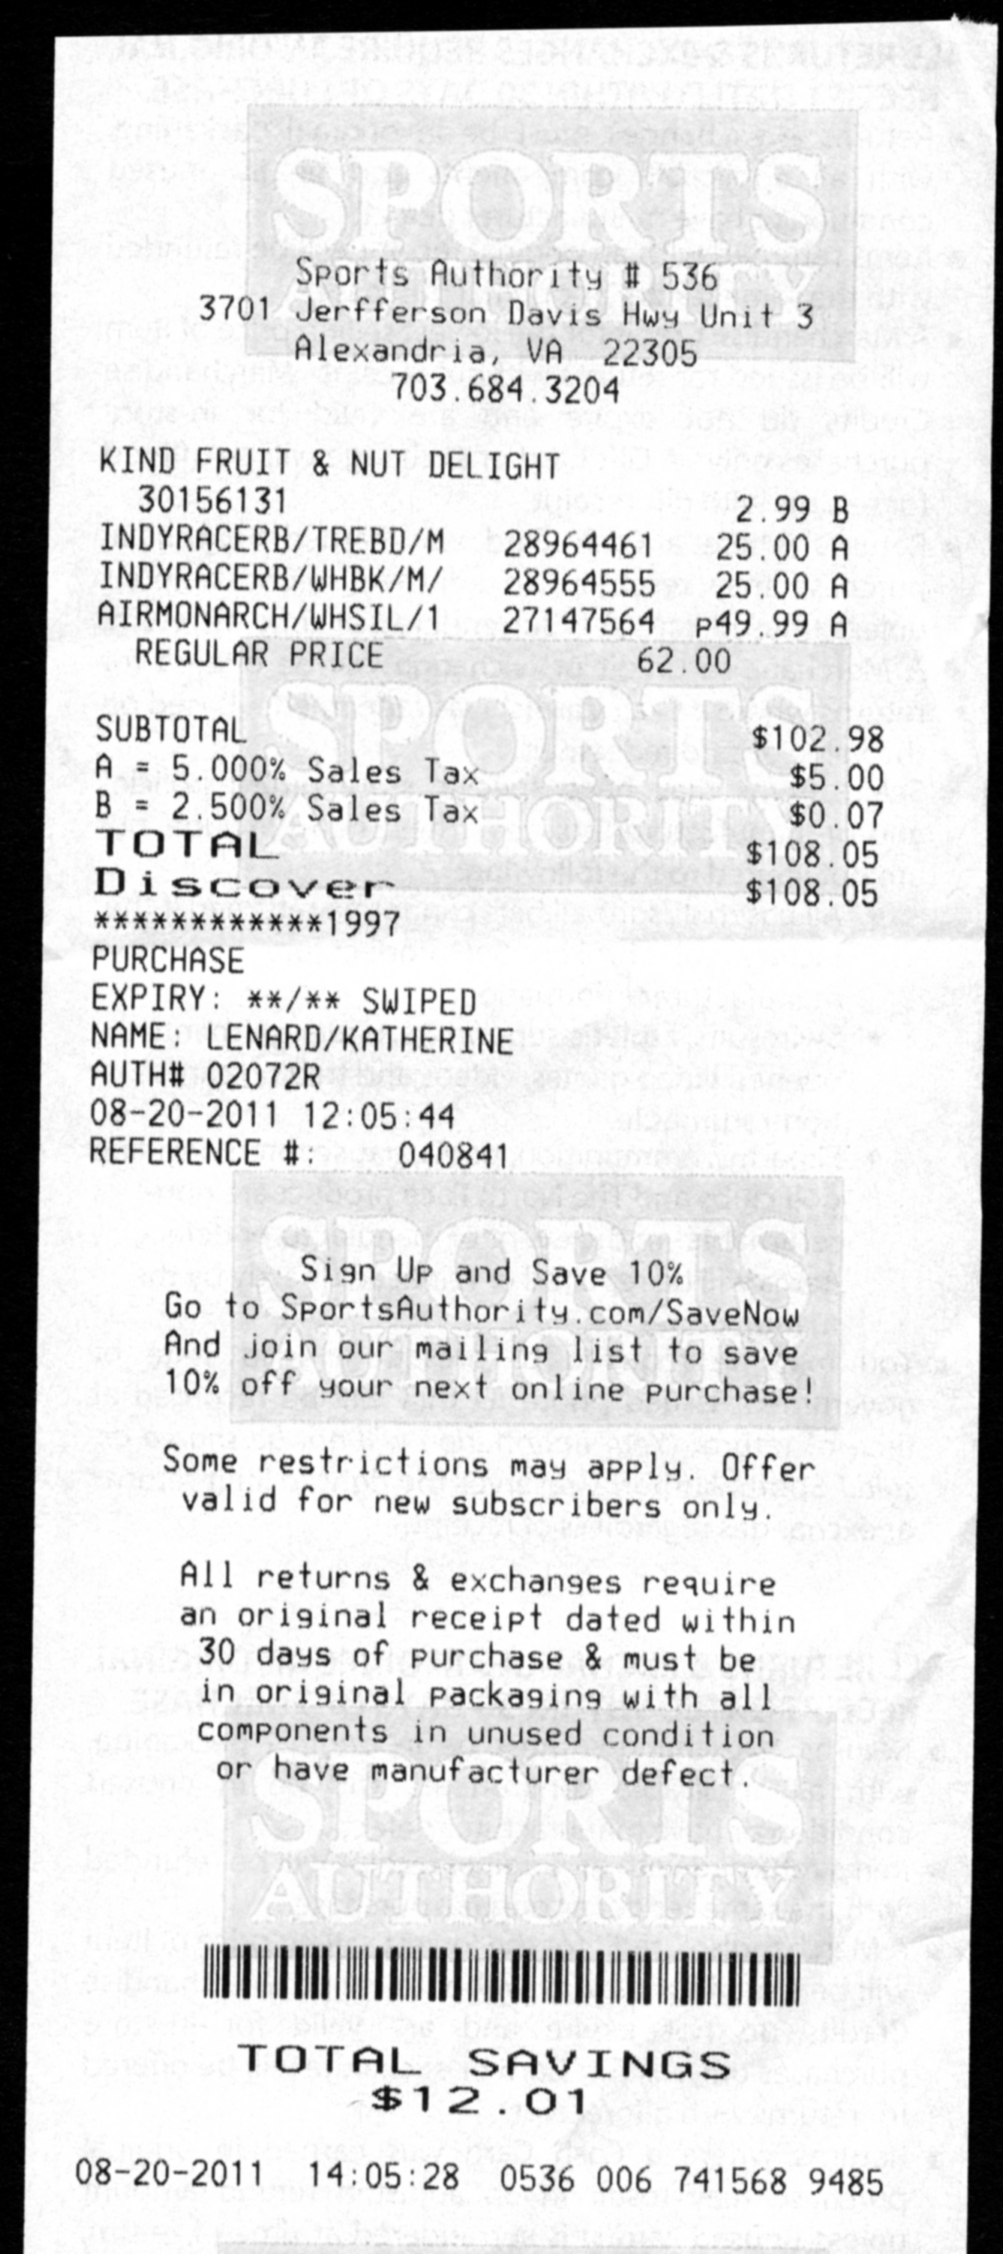 SPORTS
AUTHORITY
Sports Authority # 536
3701 Jerfferson Davis Hwy Unit 3
Alexandria, VA 22305
703.684.3204
KIND FRUIT & NUT DELIGHT
30156131 2.99 B
INDYRACERB/TREBD/M 28964461 25.00 A
INDYRACERB/WHBK/M/ 28964555 25.00 A
AIRMONARCH/WHSIL/1 27147564 P49.99 A
REGULAR PRICE 62.00
SPORTS
AUTHORITY
SUBTOTAL $102.98
A = 5.000% Sales Tax $5.00
B = 2.500% Sales Tax $0.07
TOTAL $108.05
Discover $108.05
************1997
PURCHASE
EXPIRY: **/** SWIPED
NAME: LENARD/KATHERINE
AUTH# 02072R
08-20-2011 12:05:44
REFERENCE #: 040841
SPORTS
AUTHORITY
Sign Up and Save 10%
Go to SportsAuthority.com/SaveNow
And join our mailing list to save
10% off your next online purchase!
Some restrictions may apply. Offer
valid for new subscribers only.
All returns & exchanges require
an original receipt dated within
30 days of purchase & must be
in original packaging with all
components in unused condition
or have manufacturer defect.
SPORTS
AUTHORITY
TOTAL SAVINGS
$12.01
08-20-2011 14:05:28 0536 006 741568 9485